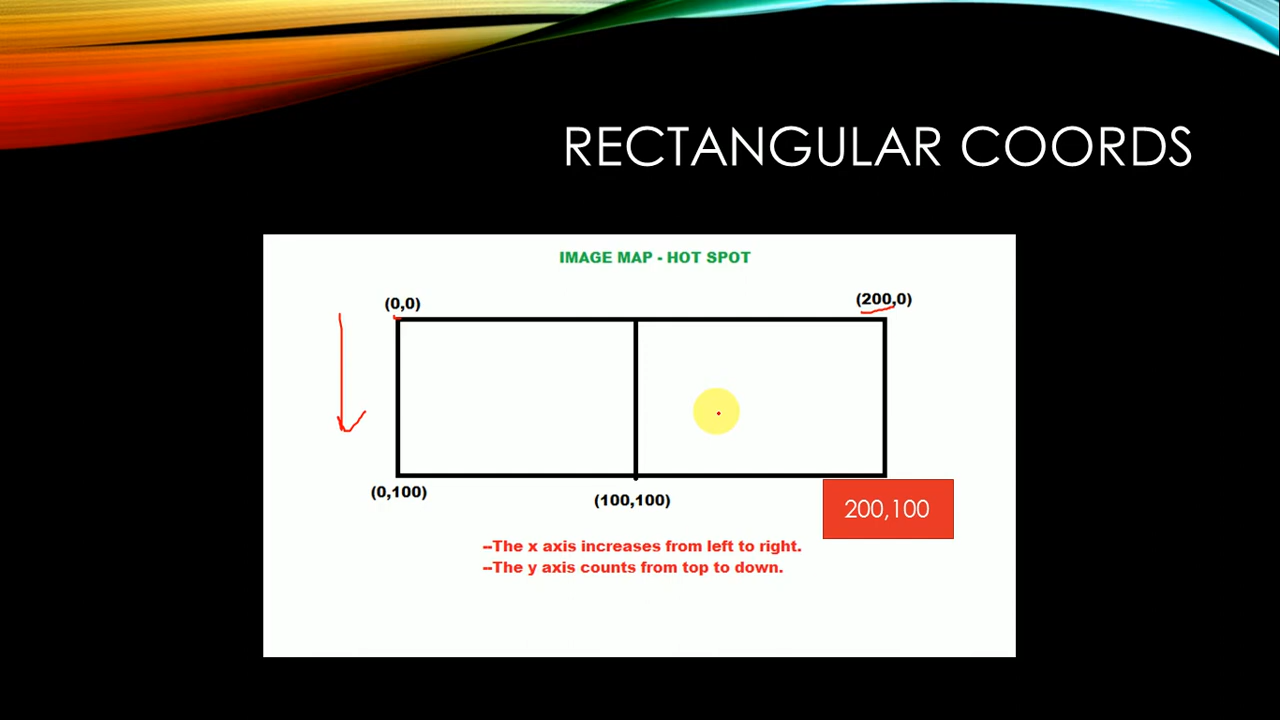 RECTANGULAR COORDS
IMAGE MAP - HOT SPOT
(0,0)
(200,0)
(0,100)
(100,100)
200,100
--The x axis increases from left to right.
--The y axis counts from top to down.